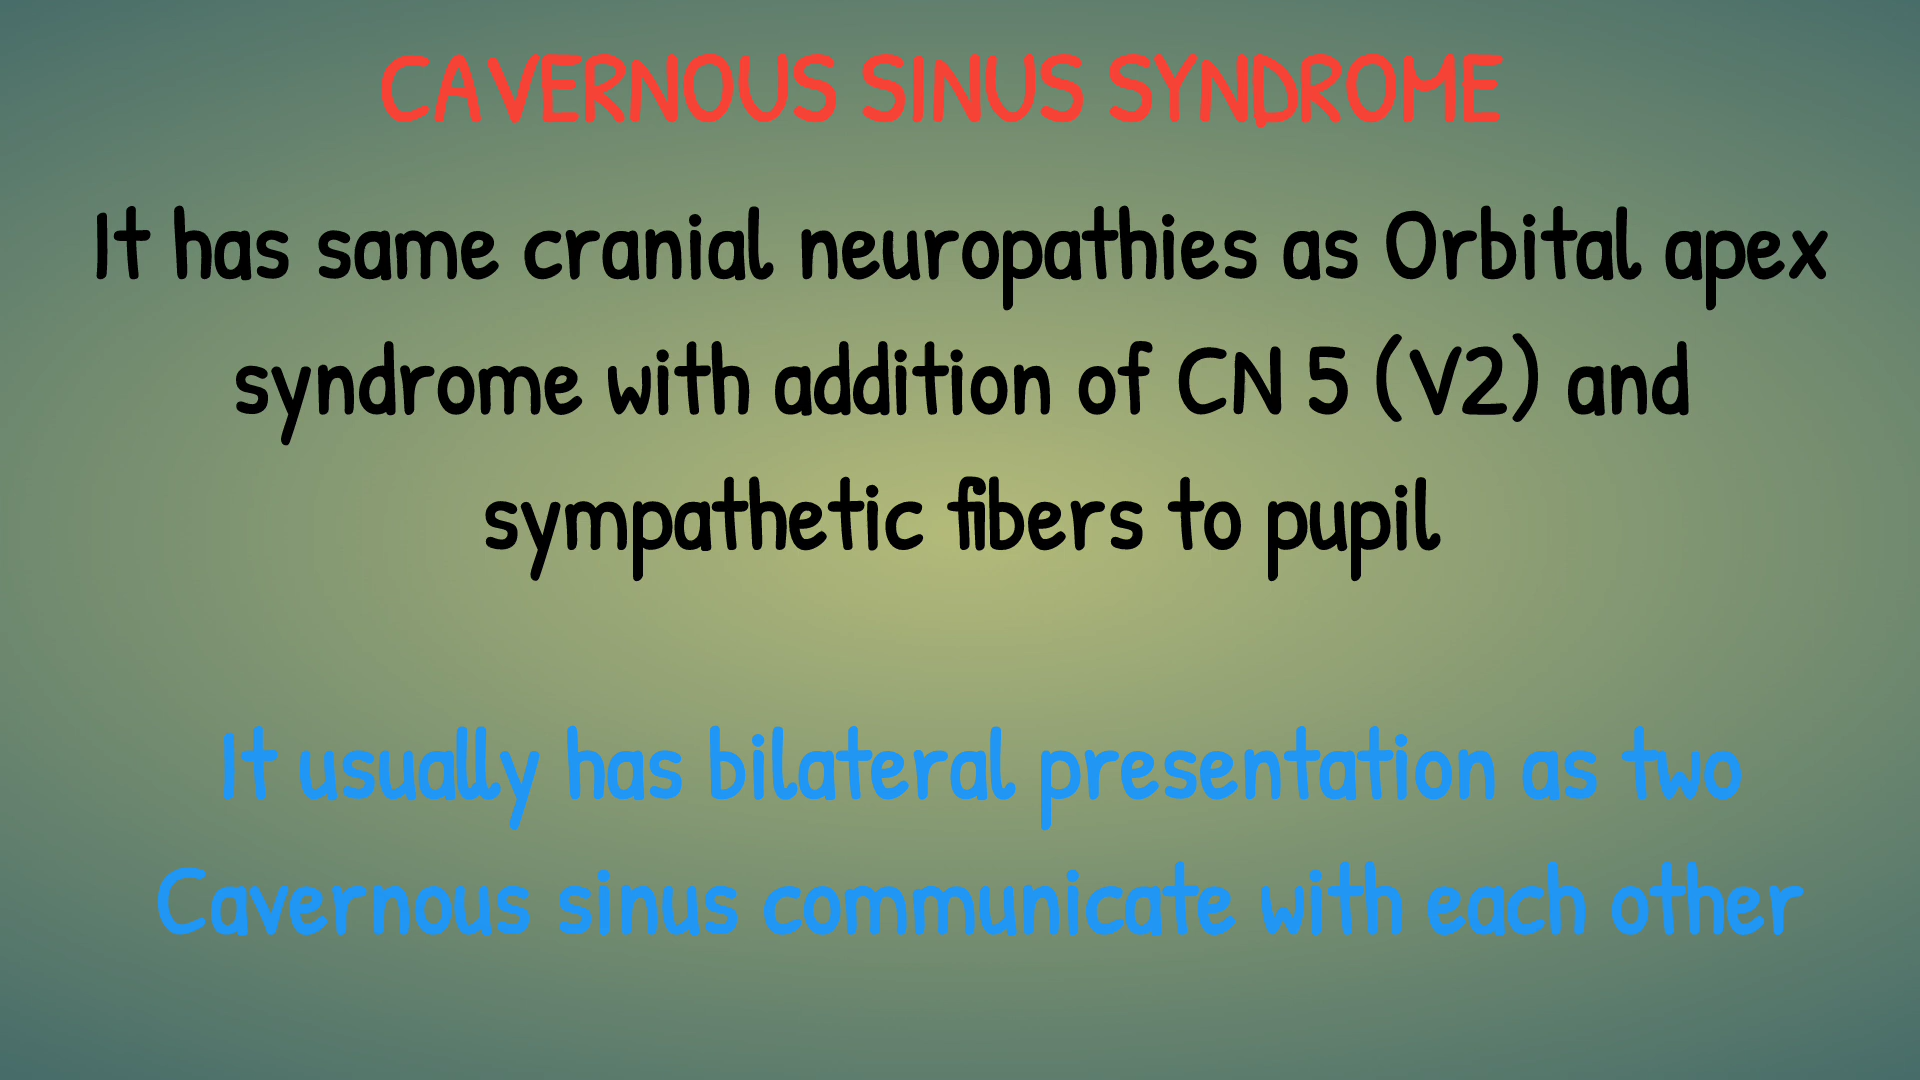 CAVERNOUS SINUS SYNDROME
It has same cranial neuropathies as Orbital apex
syndrome with addition of CN 5 (V2) and
sympathetic fibers to pupil
It usually has bilateral presentation as two
Cavernous sinus communicate with each other